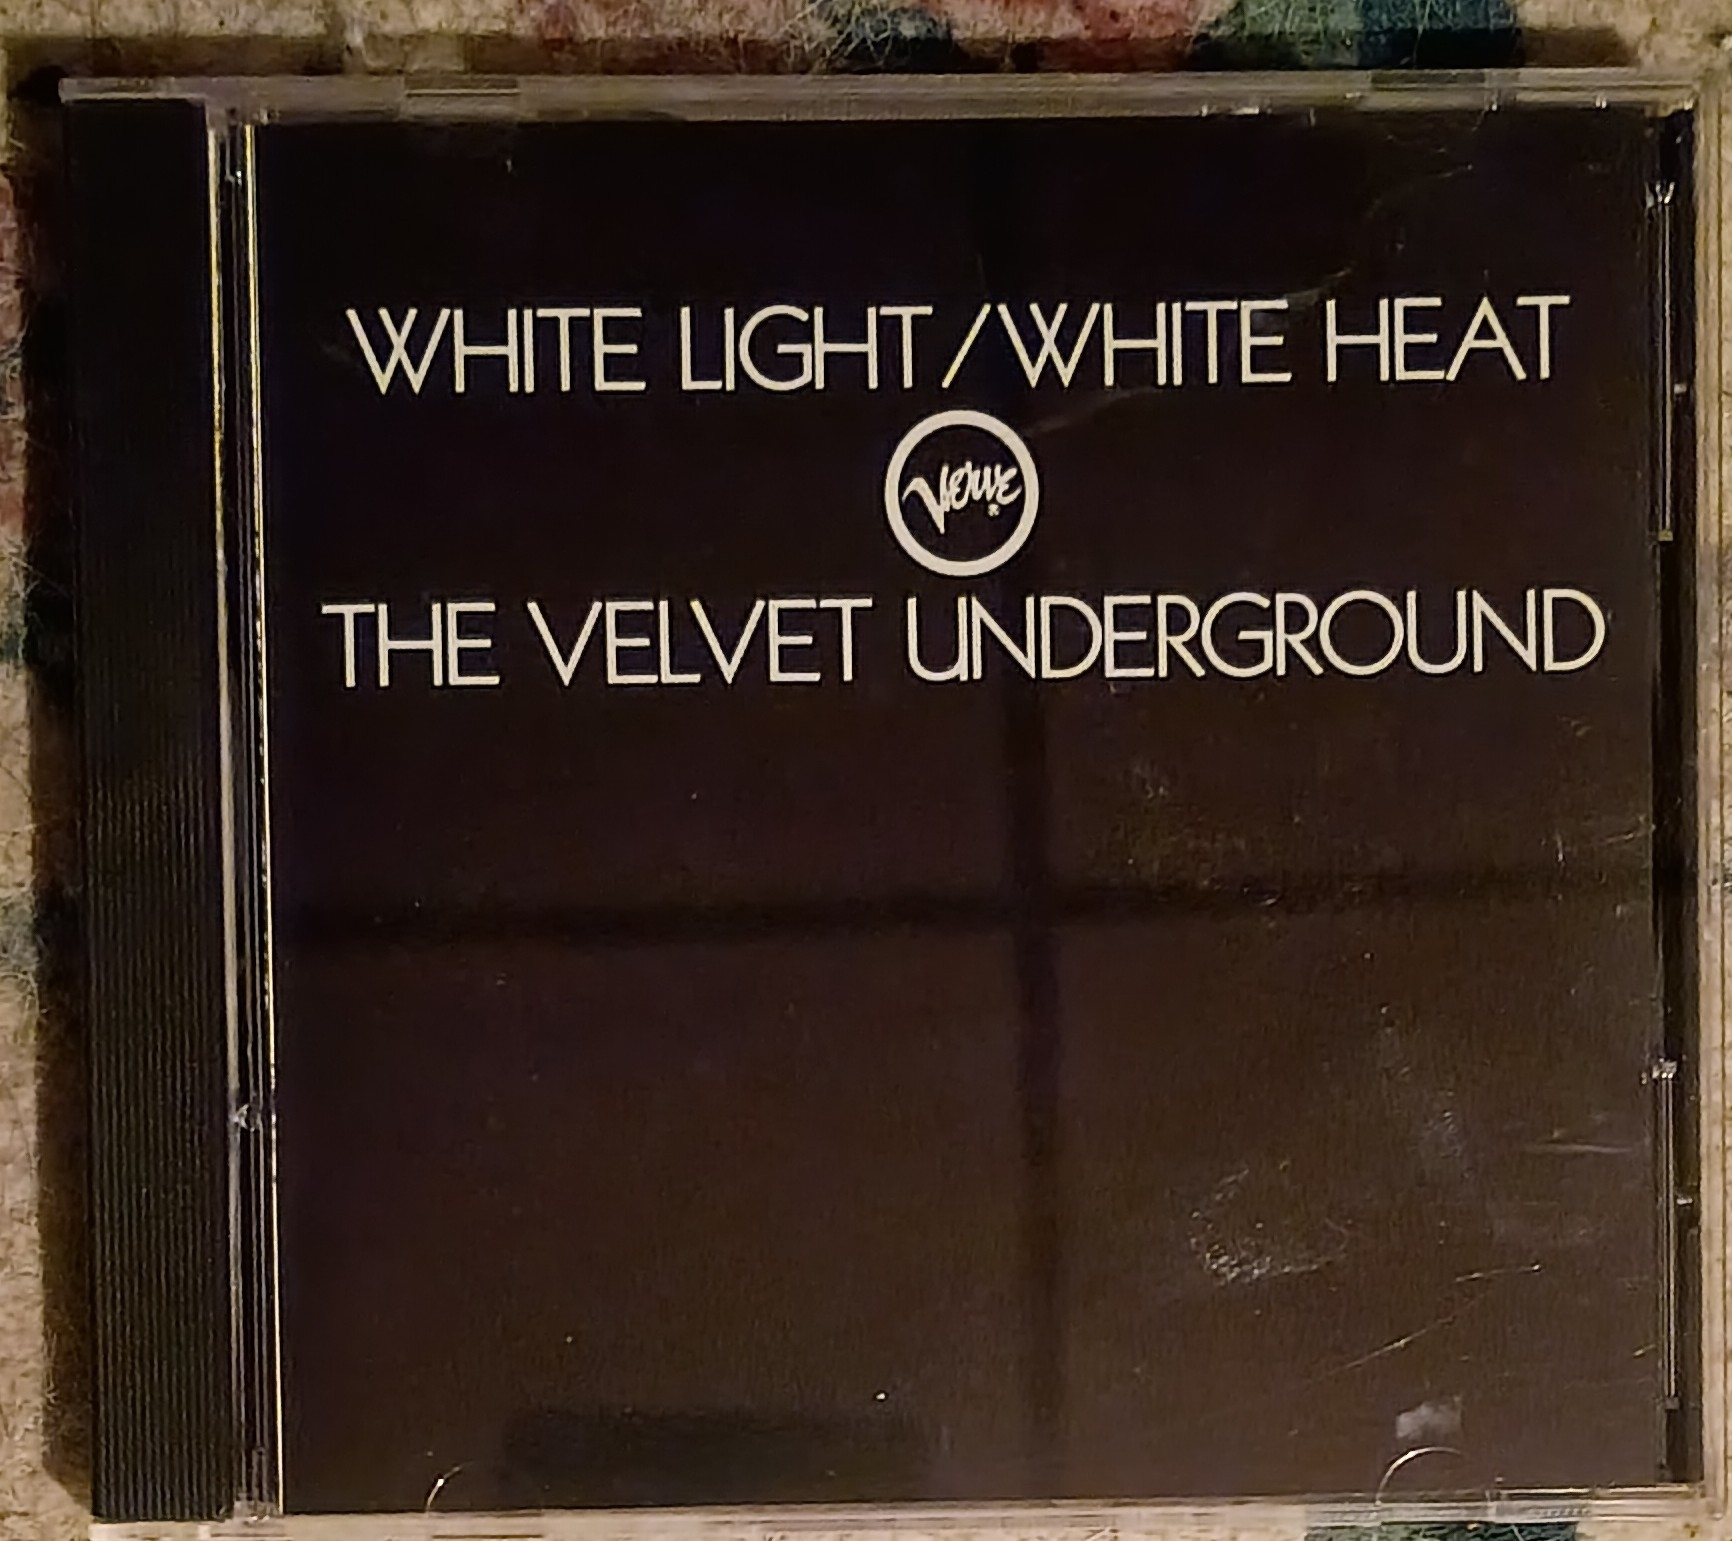 WHITE LIGHT/WHITE HEAT
Verve®
THE VELVET UNDERGROUND